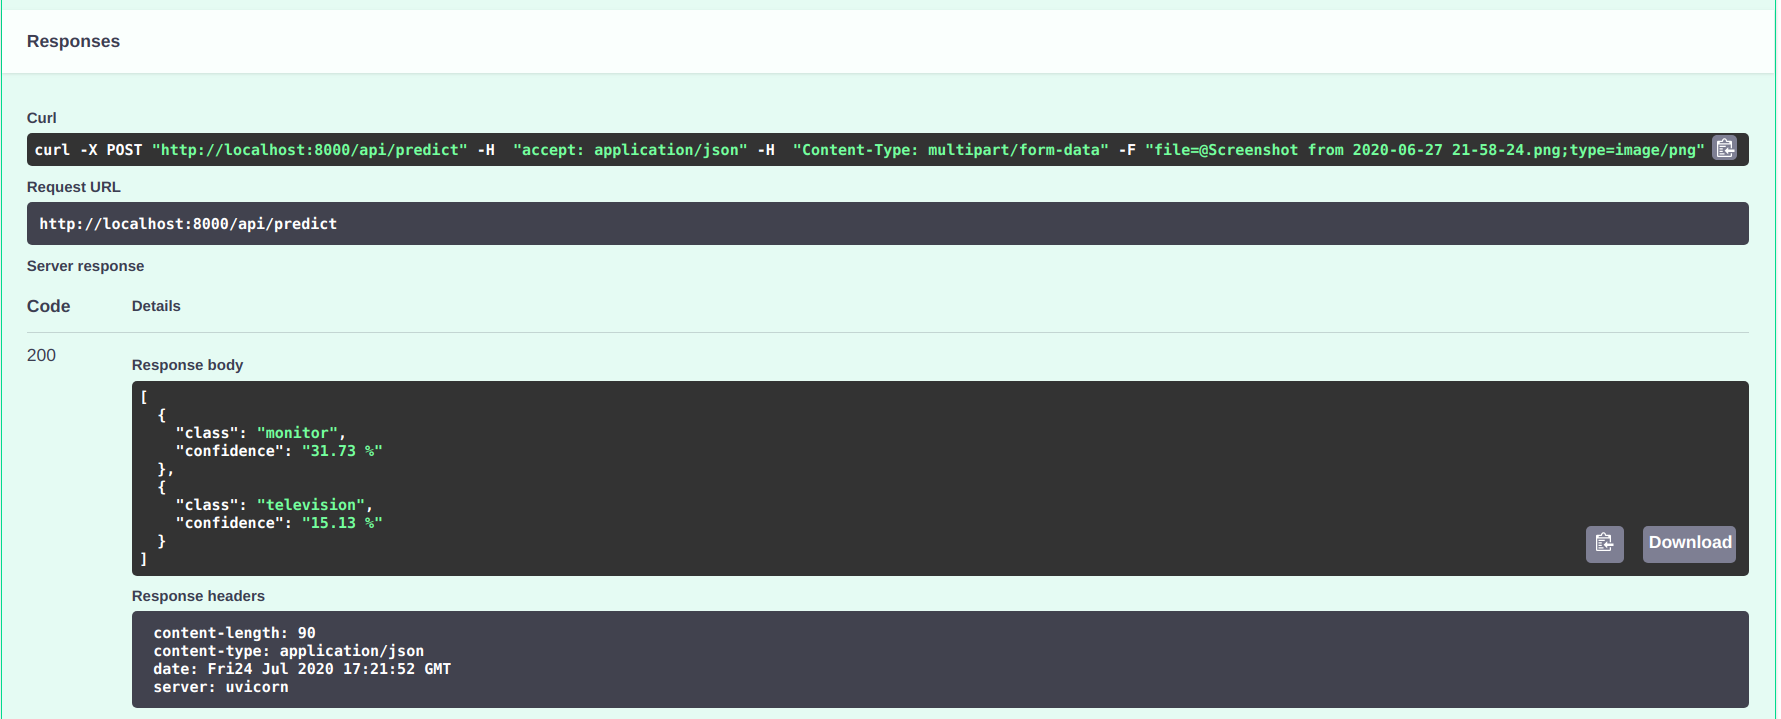 Responses
Curl
curl -X POST "http://localhost:8000/api/predict" -H  "accept: application/json" -H  "Content-Type: multipart/form-data" -F "file=@Screenshot from 2020-06-27 21-58-24.png;type=image/png"
Request URL
http://localhost:8000/api/predict
Server response
Code Details
200
Response body
[
  {
    "class": "monitor",
    "confidence": "31.73 %"
  },
  {
    "class": "television",
    "confidence": "15.13 %"
  }
]
Download
Response headers
content-length: 90
content-type: application/json
date: Fri24 Jul 2020 17:21:52 GMT
server: uvicorn